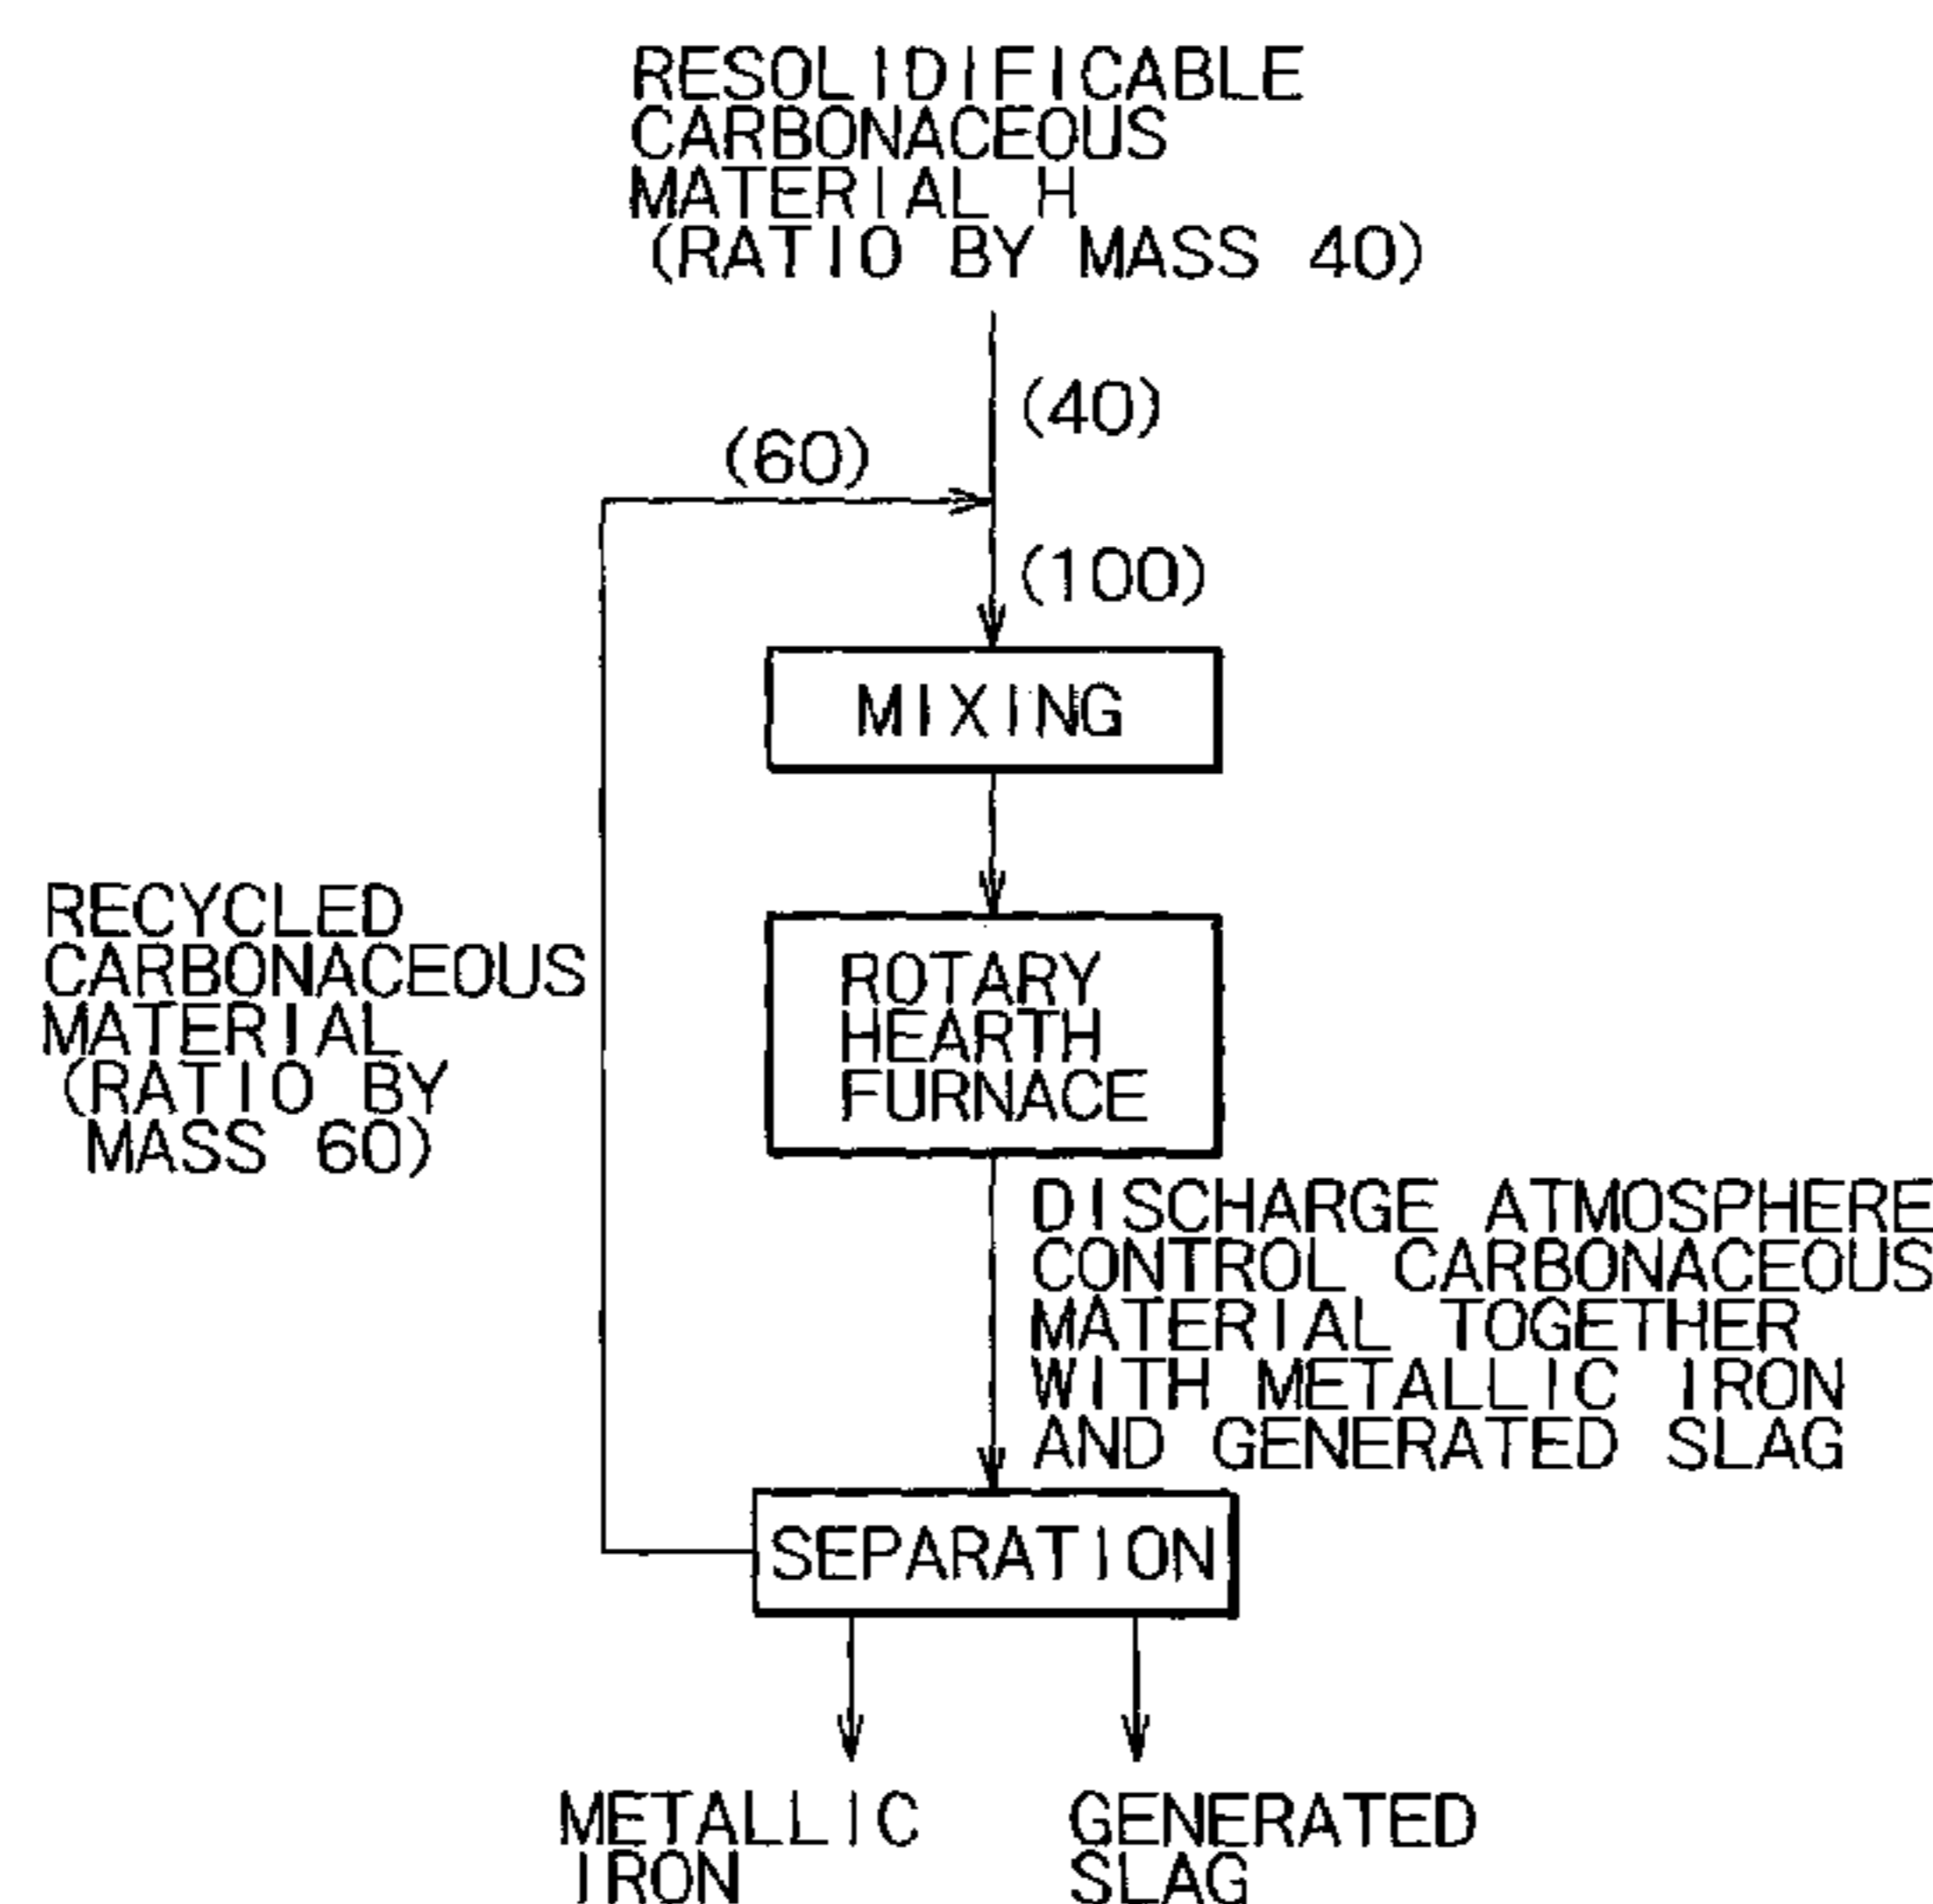 RESOLIDIFICABLE
CARBONACEOUS
MATERIAL H
(RATIO BY MASS 40)
(40)
(60)
(100)
MIXING
RECYCLED
CARBONACEOUS
MATERIAL
(RATIO BY
MASS 60)
ROTARY
HEARTH
FURNACE
DISCHARGE ATMOSPHERE
CONTROL CARBONACEOUS
MATERIAL TOGETHER
WITH METALLIC IRON
AND GENERATED SLAG
SEPARATION
METALLIC
IRON
GENERATED
SLAG